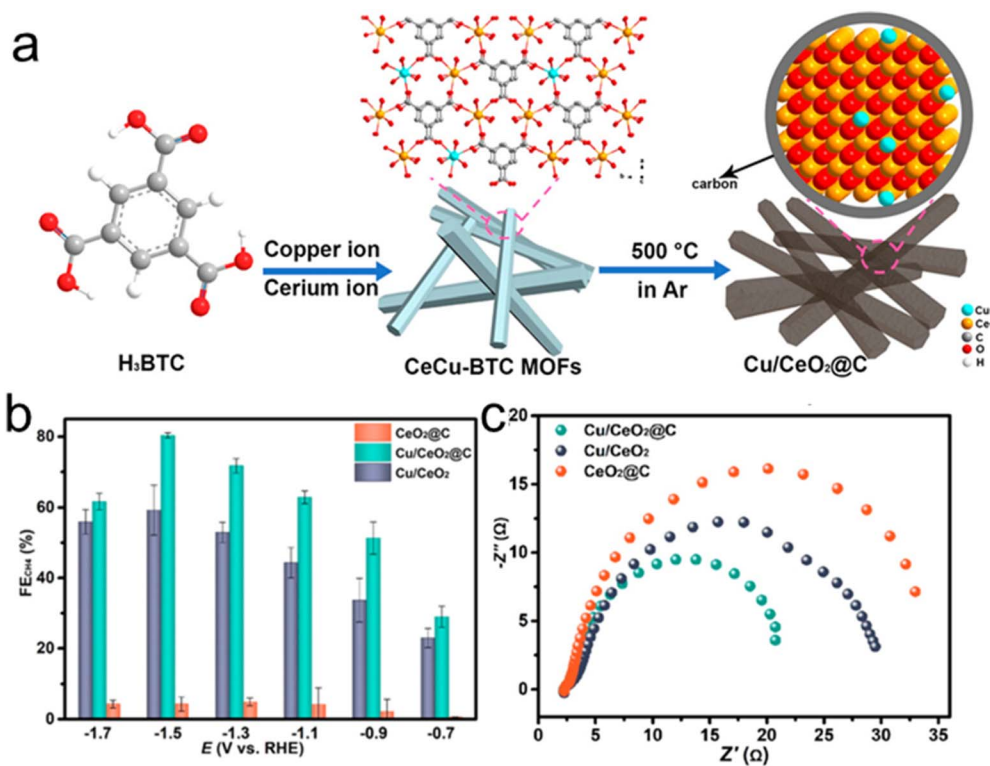 a
carbon
Copper ion
Cerium ion
500 °C
in Ar
H₃BTC
CeCu-BTC MOFs
Cu/CeO₂@C
Cu
Ce
C
O
H
b
FE_CH4 (%)
80
60
40
20
0
CeO₂@C
Cu/CeO₂@C
Cu/CeO₂
-1.7 -1.5 -1.3 -1.1 -0.9 -0.7
E (V vs. RHE)
c
-Z'' (Ω)
-20
-15
10
5
0
Cu/CeO₂@C
Cu/CeO₂
CeO₂@C
0 5 10 15 20 25 30 35
Z' (Ω)